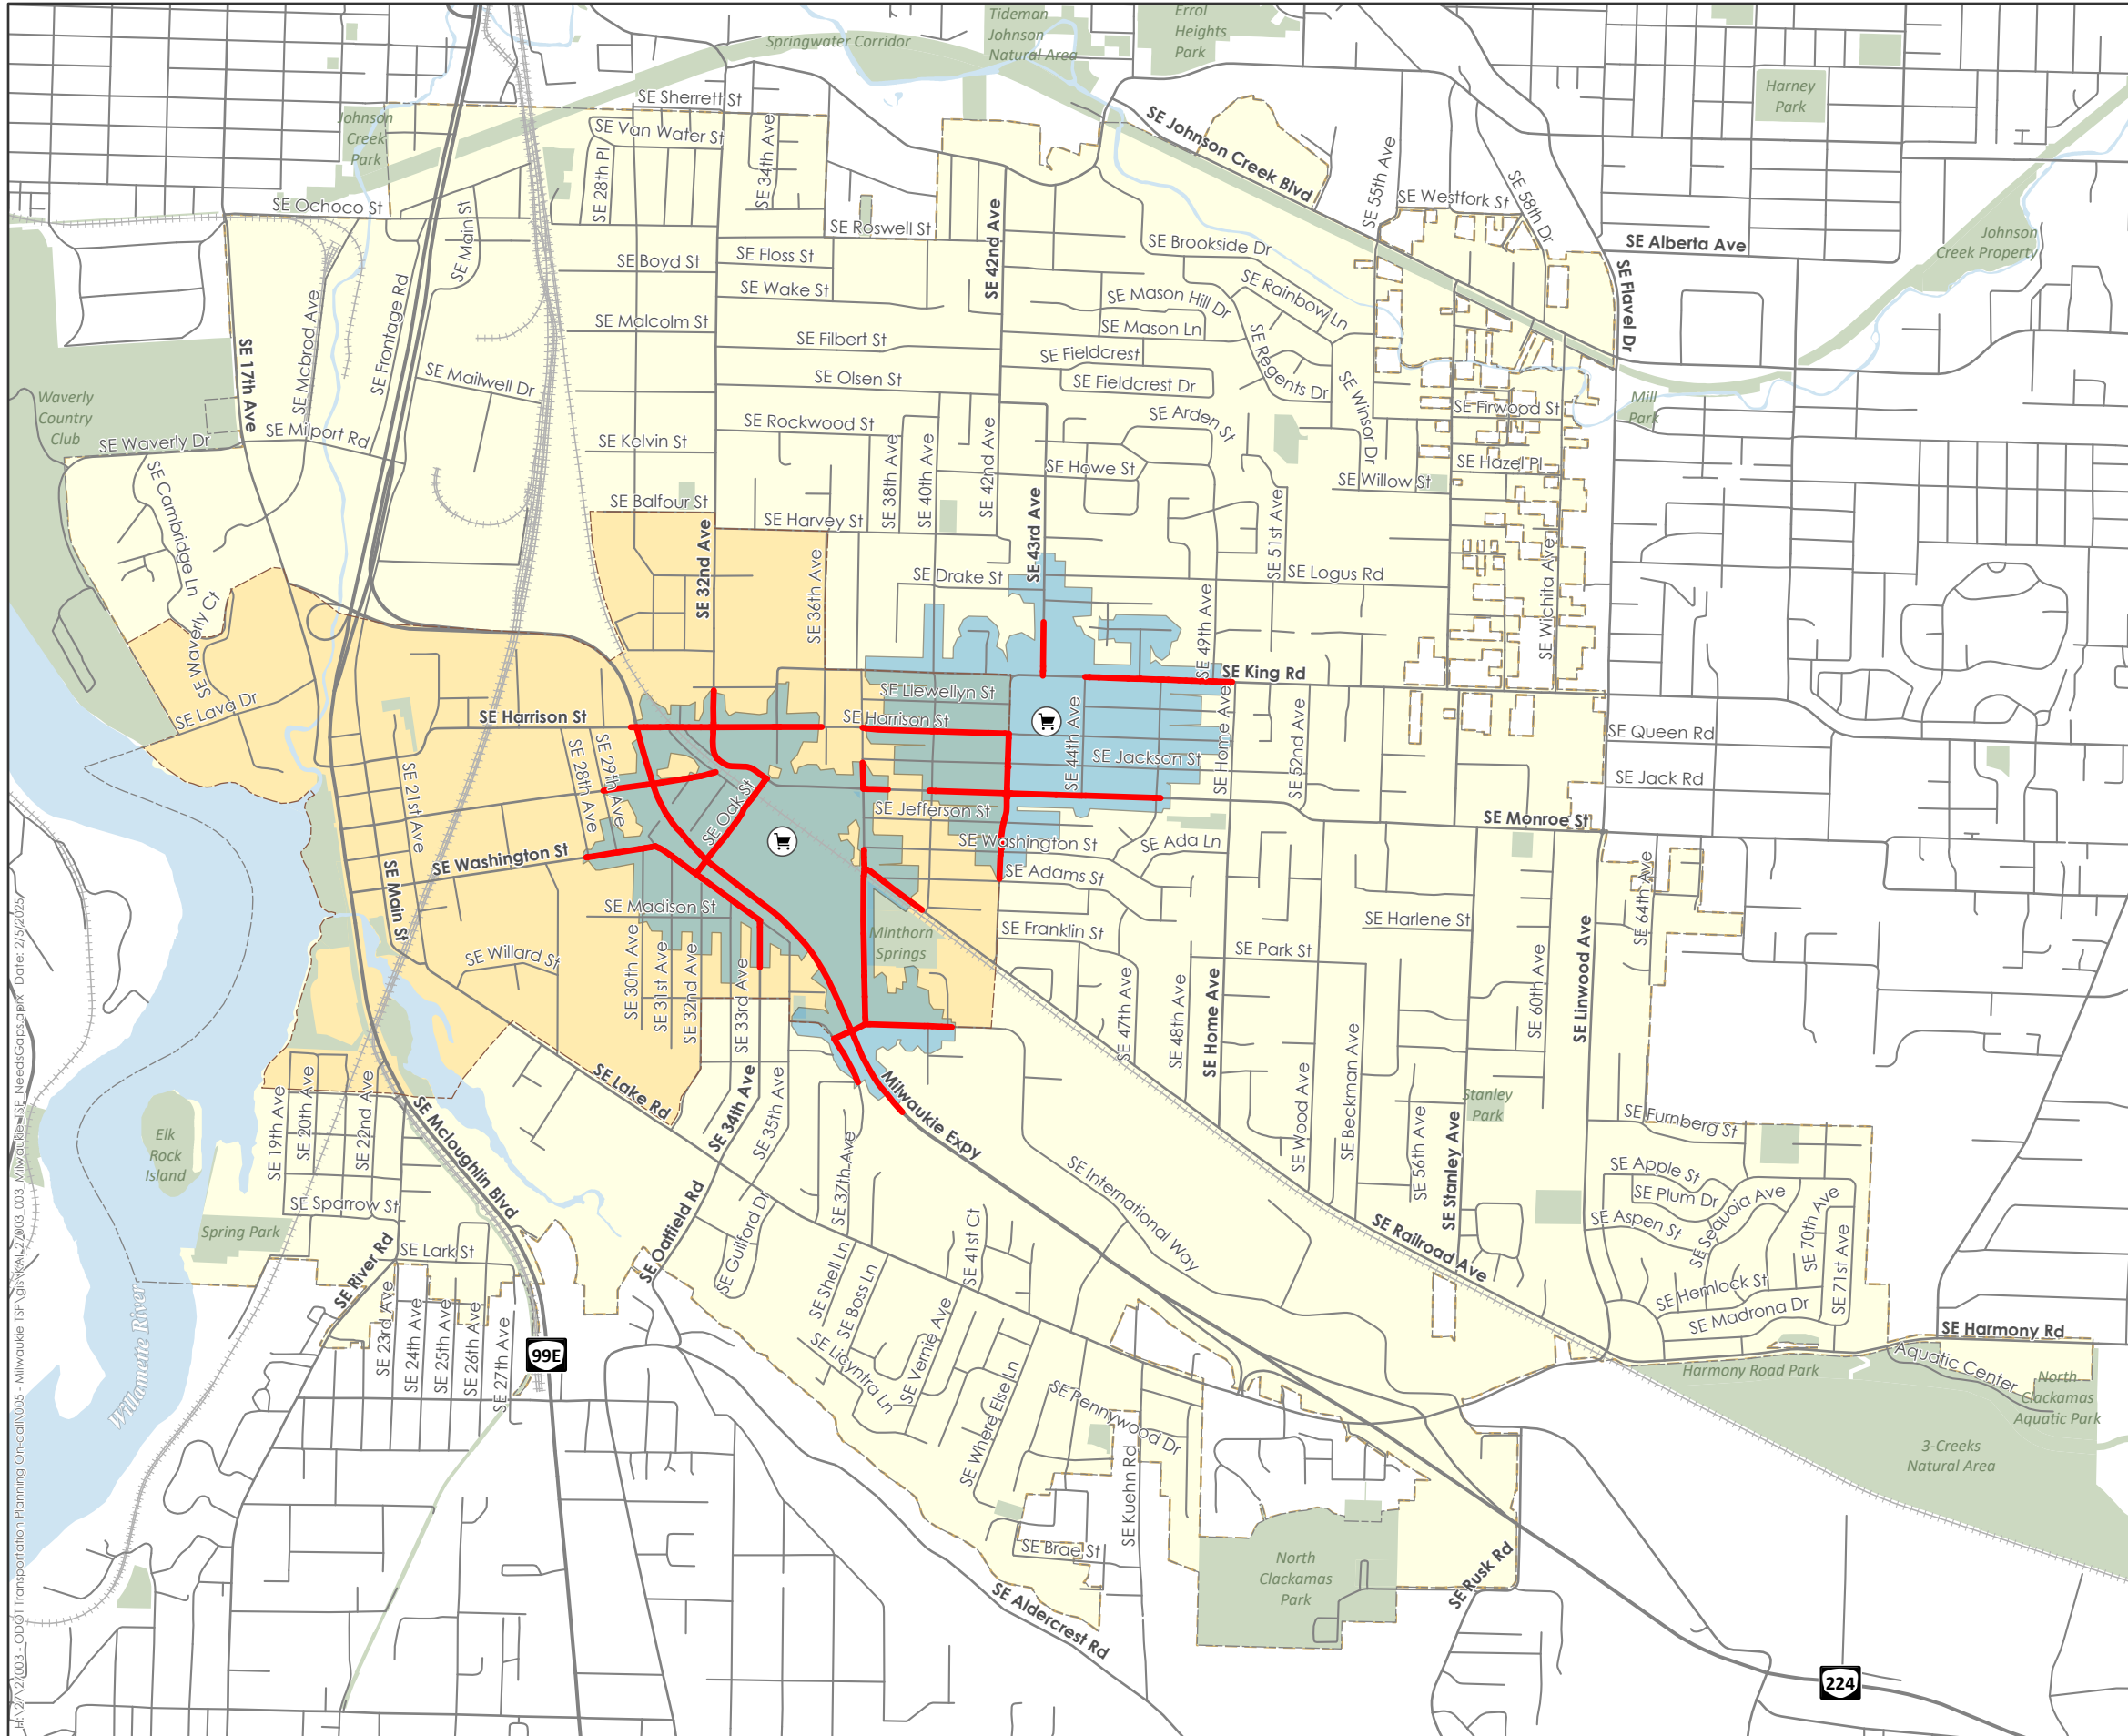 Tideman
Johnson
Natural Area
Errol
Heights
Park
Springwater Corridor
Harney
Park
Johnson
Creek
Park
SE Sherrett St
SE Van Water St
SE 28th Pl
SE 34th Ave
SE Johnson Creek Blvd
SE 55th Ave
SE Westfork St
SE 58th Dr
SE Ochoco St
SE Main St
SE Roswell St
SE 42nd Ave
SE Brookside Dr
SE Alberta Ave
Johnson
Creek Property
SE Boyd St
SE Floss St
SE Wake St
SE Mason Hill Dr
SE Rainbow Ln
SE Flavel Dr
SE Mcbrod Ave
SE Frontage Rd
SE Malcolm St
SE Filbert St
SE Mason Ln
SE Fieldcrest
SE Fieldcrest Dr
SE Regents Dr
SE 17th Ave
SE Mailwell Dr
SE Olsen St
SE Winsor Dr
SE Firwood St
Mill
Park
Waverly
Country
Club
SE Waverly Dr
SE Milport Rd
SE Rockwood St
SE Arden St
SE Kelvin St
SE 38th Ave
SE 40th Ave
SE 42nd Ave
SE Howe St
SE Hazel Pl
SE Willow St
SE Cambridge Ln
SE Balfour St
SE Harvey St
SE 43rd Ave
SE 51st Ave
SE 32nd Ave
SE 36th Ave
SE Drake St
SE Logus Rd
SE Wichita Ave
SE Waverly Ct
SE 49th Ave
SE King Rd
SE Lava Dr
SE Harrison St
SE Llewellyn St
SE Harrison St
SE 44th Ave
SE Home Ave
SE 52nd Ave
SE Queen Rd
SE 28th Ave
SE 29th Ave
SE Jackson St
SE Jack Rd
SE 21st Ave
SE Oak St
SE Jefferson St
SE Monroe St
SE Washington St
SE Washington St
SE Ada Ln
SE Main St
SE Adams St
SE 64th Ave
SE Madison St
Minthorn
Springs
SE Franklin St
SE Harlene St
SE Park St
SE Willard St
SE 30th Ave
SE 31st Ave
SE 32nd Ave
SE 33rd Ave
SE 47th Ave
SE 48th Ave
SE Home Ave
SE 60th Ave
SE Linwood Ave
SE Lake Rd
SE 34th Ave
SE 35th Ave
Milwaukie Expy
SE Wood Ave
SE Beckman Ave
SE 56th Ave
SE Stanley Ave
Stanley
Park
SE Furnberg St
Elk
Rock
Island
SE 19th Ave
SE 20th Ave
SE 22nd Ave
SE Mcloughlin Blvd
SE 37th Ave
SE International Way
SE Apple St
SE Plum Dr
SE Sequoia Ave
SE Aspen St
SE 70th Ave
SE 71st Ave
SE Sparrow St
Spring Park
SE River Rd
SE Lark St
SE Oatfield Rd
SE Guilford Dr
SE Shell Ln
SE Boss Ln
SE 41st Ct
SE Railroad Ave
SE Hemlock St
SE Madrona Dr
SE Harmony Rd
Willamette River
SE 23rd Ave
SE 24th Ave
SE 25th Ave
SE 26th Ave
SE 27th Ave
99E
SE Licyntra Ln
SE Vernie Ave
SE Where Else Ln
SE Pennywood Dr
SE Kuehn Rd
Harmony Road Park
Aquatic Center
North
Clackamas
Aquatic Park
3-Creeks
Natural Area
SE Brae St
North
Clackamas
Park
SE Rusk Rd
SE Aldercrest Rd
224
H:\27\27003 - ODOT Transportation Planning On-call\005 - Milwaukie TSP\gis\KAI_27003_003_Milwaukie_TSP_NeedsGaps.aprx Date: 2/5/2025